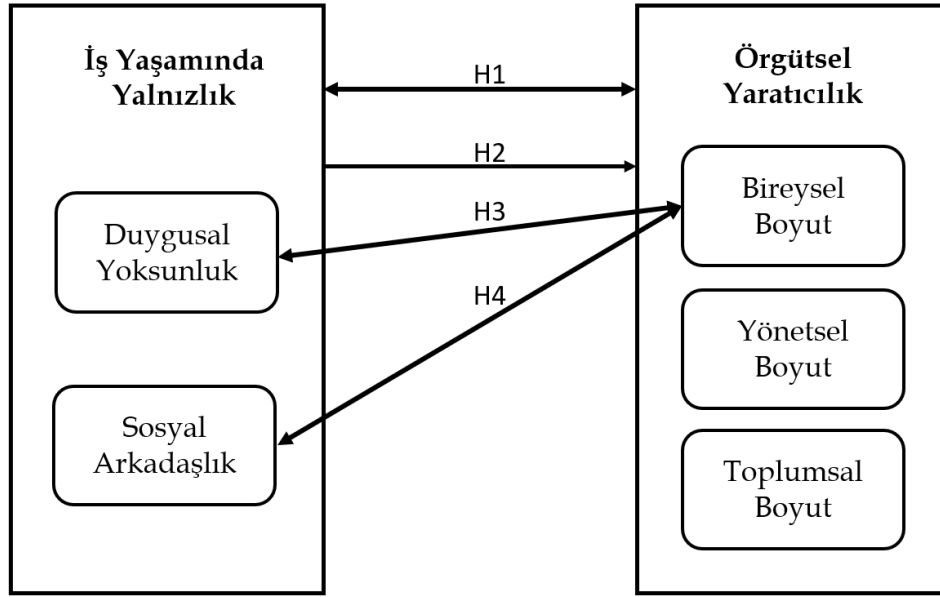 İş Yaşamında
Yalnızlık
Duygusal
Yoksunluk
Sosyal
Arkadaşlık
H1
H2
H3
H4
Örgütsel
Yaratıcılık
Bireysel
Boyut
Yönetsel
Boyut
Toplumsal
Boyut